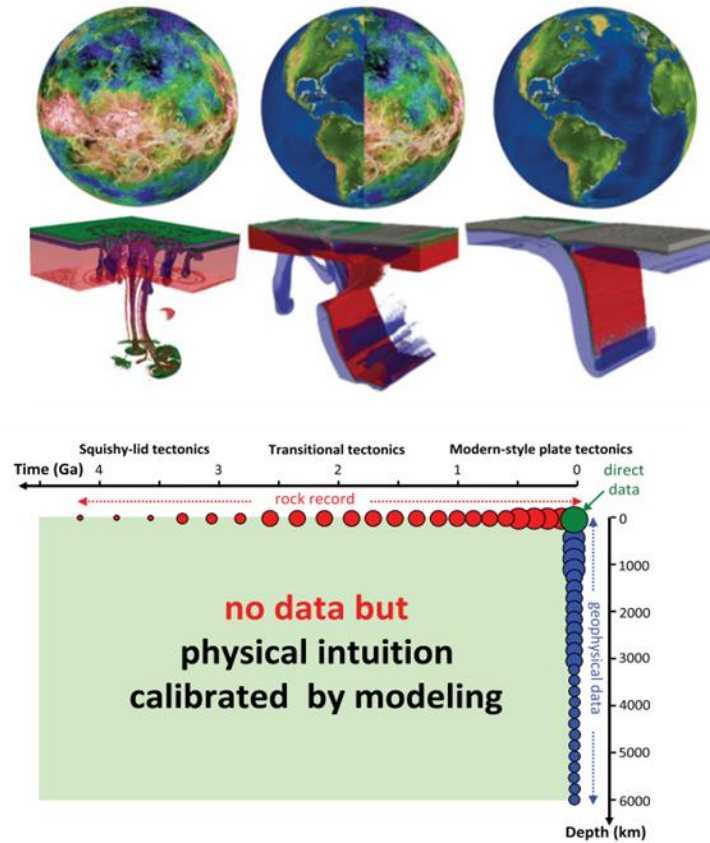 Squishy-lid tectonics Transitional tectonics Modern-style plate tectonics
Time (Ga) 4 3 2 1 0
direct
data
rock record
0
1000
2000
3000
4000
5000
6000
geophysical data
no data but
physical intuition
calibrated by modeling
Depth (km)